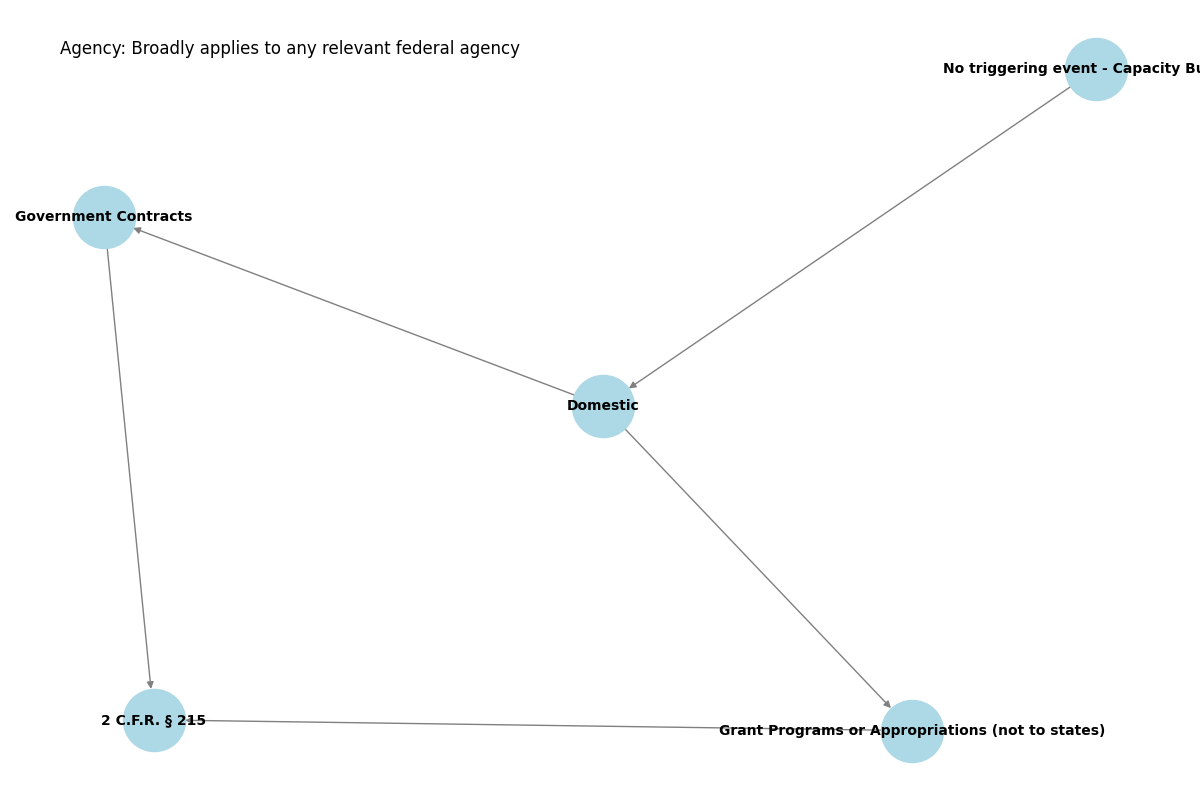 Agency: Broadly applies to any relevant federal agency
No triggering event - Capacity
Government Contracts
Domestic
2 C.F.R. § 215
Grant Programs or Appropriations (not to states)